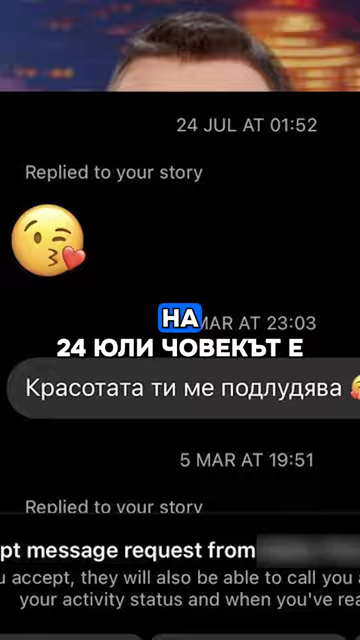 24 JUL AT 01:52
Replied to your story
НА
MAR AT 23:03
24 ЮЛИ ЧОВЕКЪТ Е
Красотата ти ме подлудява
5 MAR AT 19:51
Replied to your story
pt message request from
u accept, they will also be able to call you a
your activity status and when you've rea